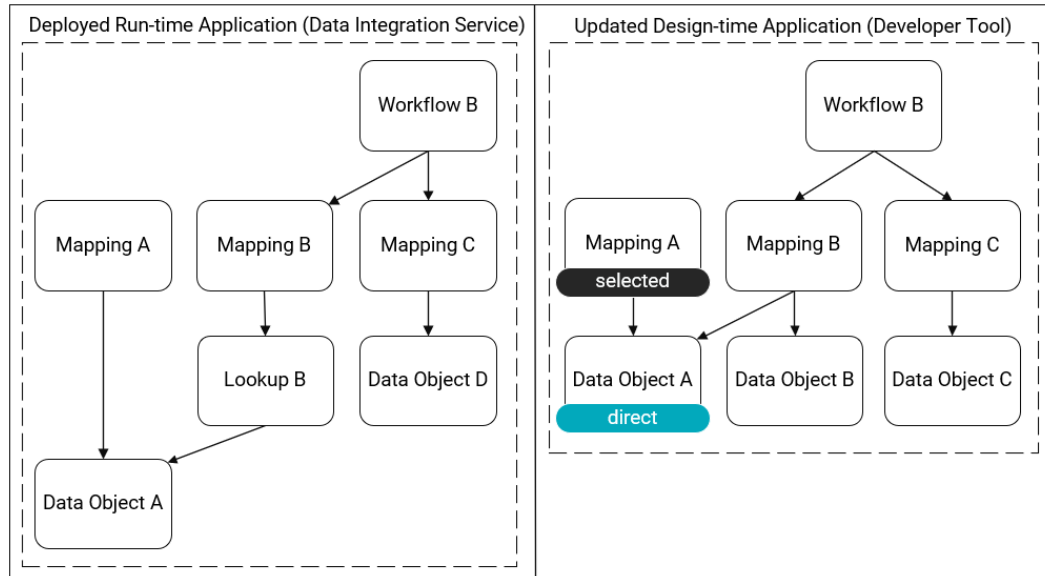 Deployed Run-time Application (Data Integration Service)
Workflow B
Mapping A
Mapping B
Mapping C
Lookup B
Data Object D
Data Object A
Updated Design-time Application (Developer Tool)
Workflow B
Mapping A
selected
Mapping B
Mapping C
Data Object A
direct
Data Object B
Data Object C